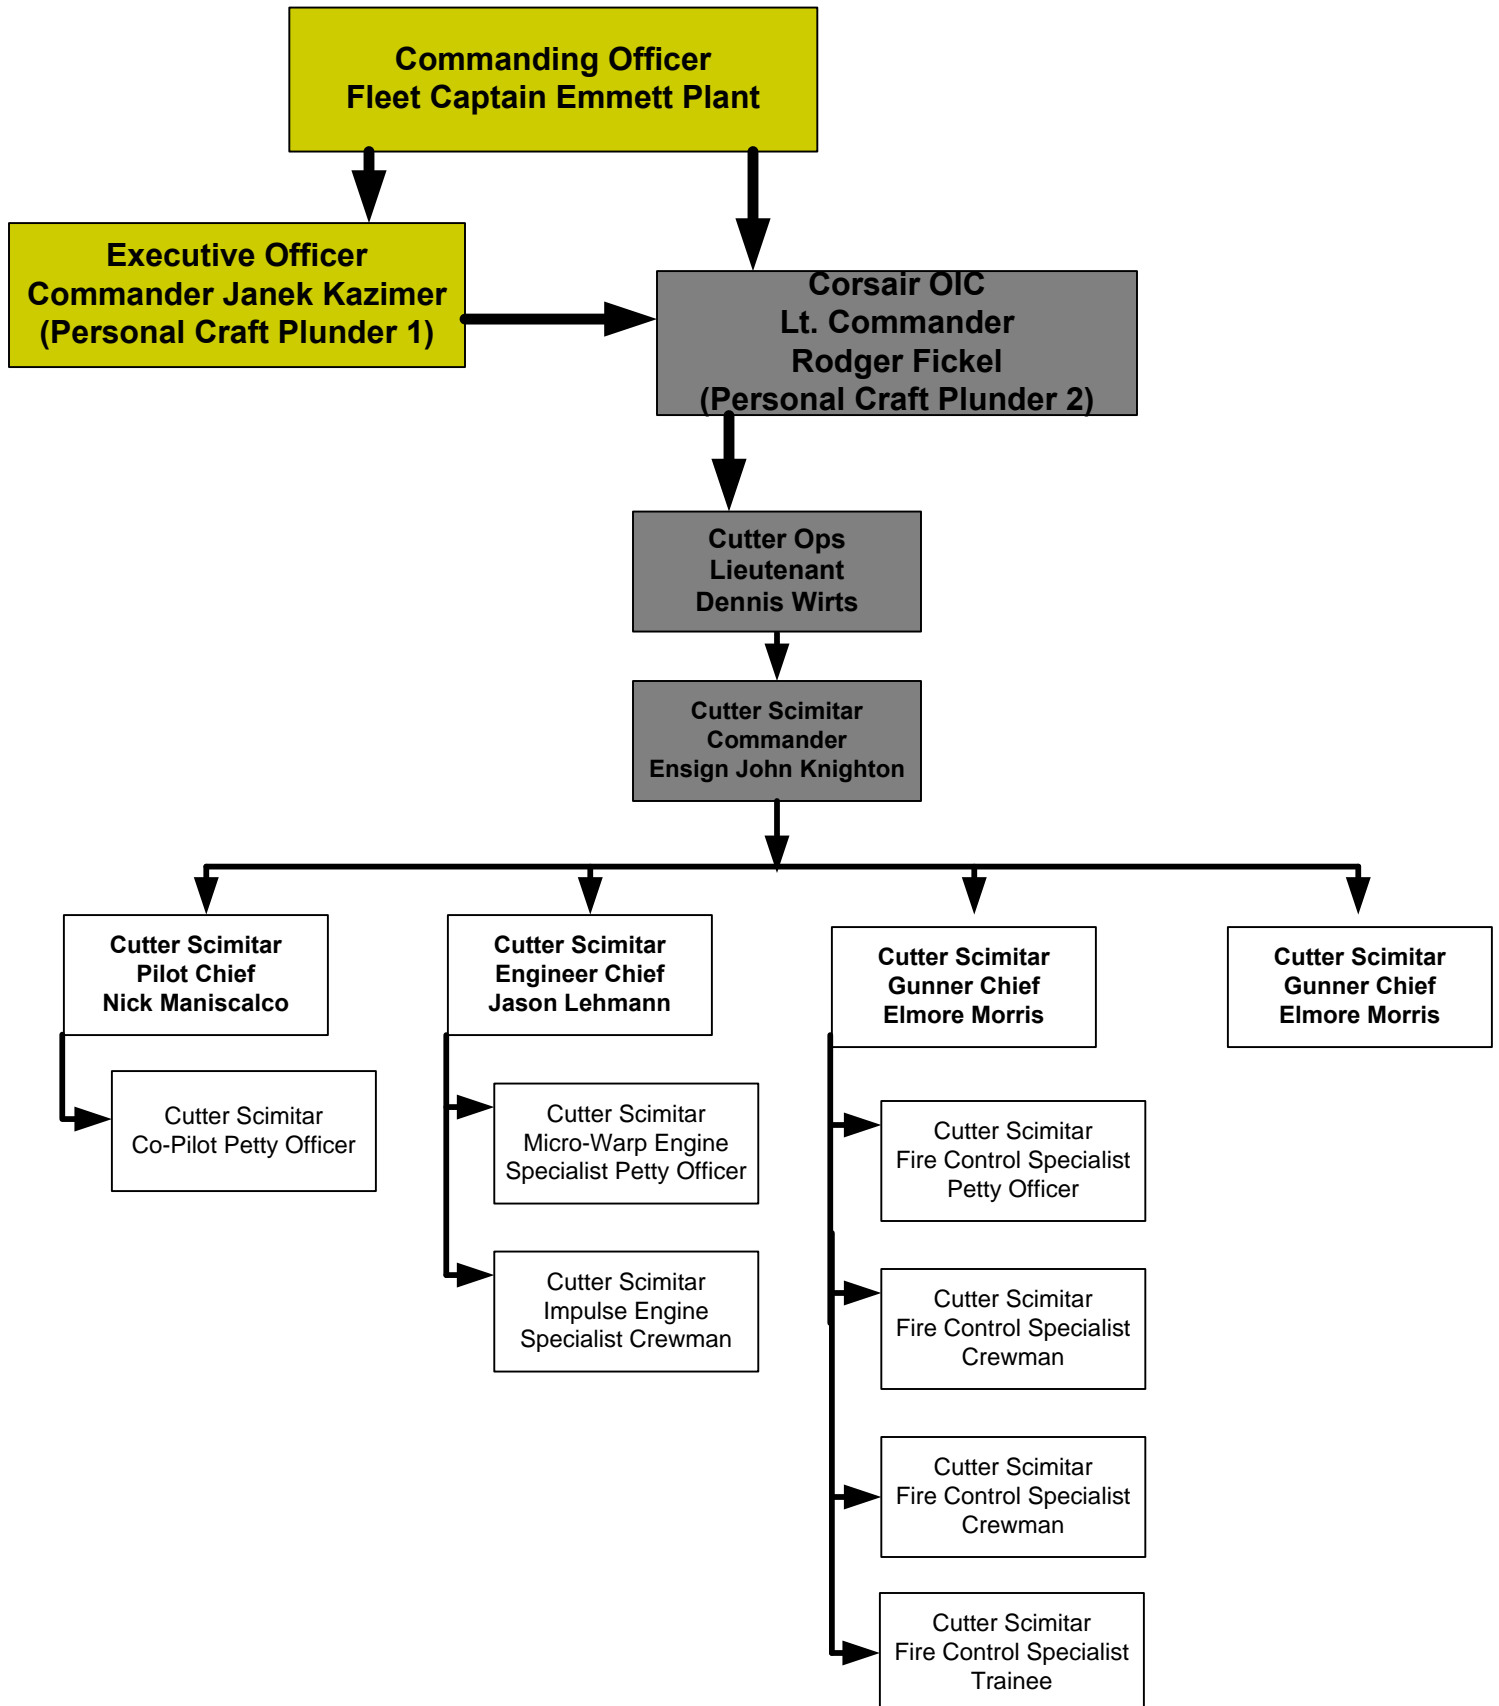 Commanding Officer
Fleet Captain Emmett Plant
Executive Officer
Commander Janek Kazimer
(Personal Craft Plunder 1)
Corsair OIC
Lt. Commander
Rodger Fickel
(Personal Craft Plunder 2)
Cutter Ops
Lieutenant
Dennis Wirts
Cutter Scimitar
Commander
Ensign John Knighton
Cutter Scimitar
Pilot Chief
Nick Maniscalco
Cutter Scimitar
Engineer Chief
Jason Lehmann
Cutter Scimitar
Gunner Chief
Elmore Morris
Cutter Scimitar
Gunner Chief
Elmore Morris
Cutter Scimitar
Co-Pilot Petty Officer
Cutter Scimitar
Micro-Warp Engine
Specialist Petty Officer
Cutter Scimitar
Impulse Engine
Specialist Crewman
Cutter Scimitar
Fire Control Specialist
Petty Officer
Cutter Scimitar
Fire Control Specialist
Crewman
Cutter Scimitar
Fire Control Specialist
Crewman
Cutter Scimitar
Fire Control Specialist
Trainee